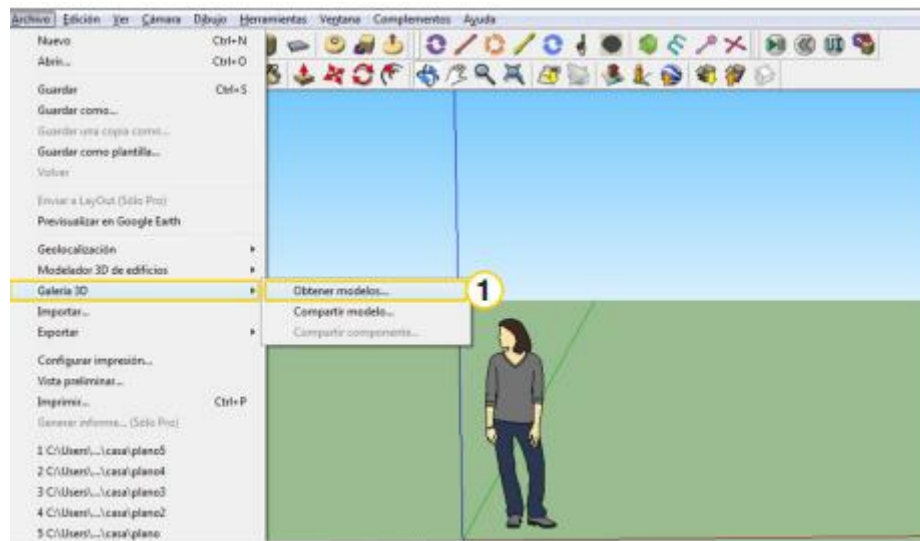 Archivo Edición Ver Cámara Dibujo Herramientas Ventana Complementos Ayuda
Nuevo Ctrl+N
Abrir... Ctrl+O
Guardar Ctrl+S
Guardar como...
Guardar una copia como...
Guardar como plantilla...
Volver
Enviar a LayOut (Sólo Pro)
Previsualizar en Google Earth
Geolocalización
Modelador 3D de edificios
Galería 3D
Obtener modelos...
1
Importar...
Compartir modelo...
Exportar
Compartir componente...
Configurar impresión...
Vista preliminar...
Imprimir... Ctrl+P
Generar informe... (Sólo Pro)
1 C:\Users\...\casa\plano5
2 C:\Users\...\casa\plano4
3 C:\Users\...\casa\plano3
4 C:\Users\...\casa\plano2
5 C:\Users\...\casa\plano
UI